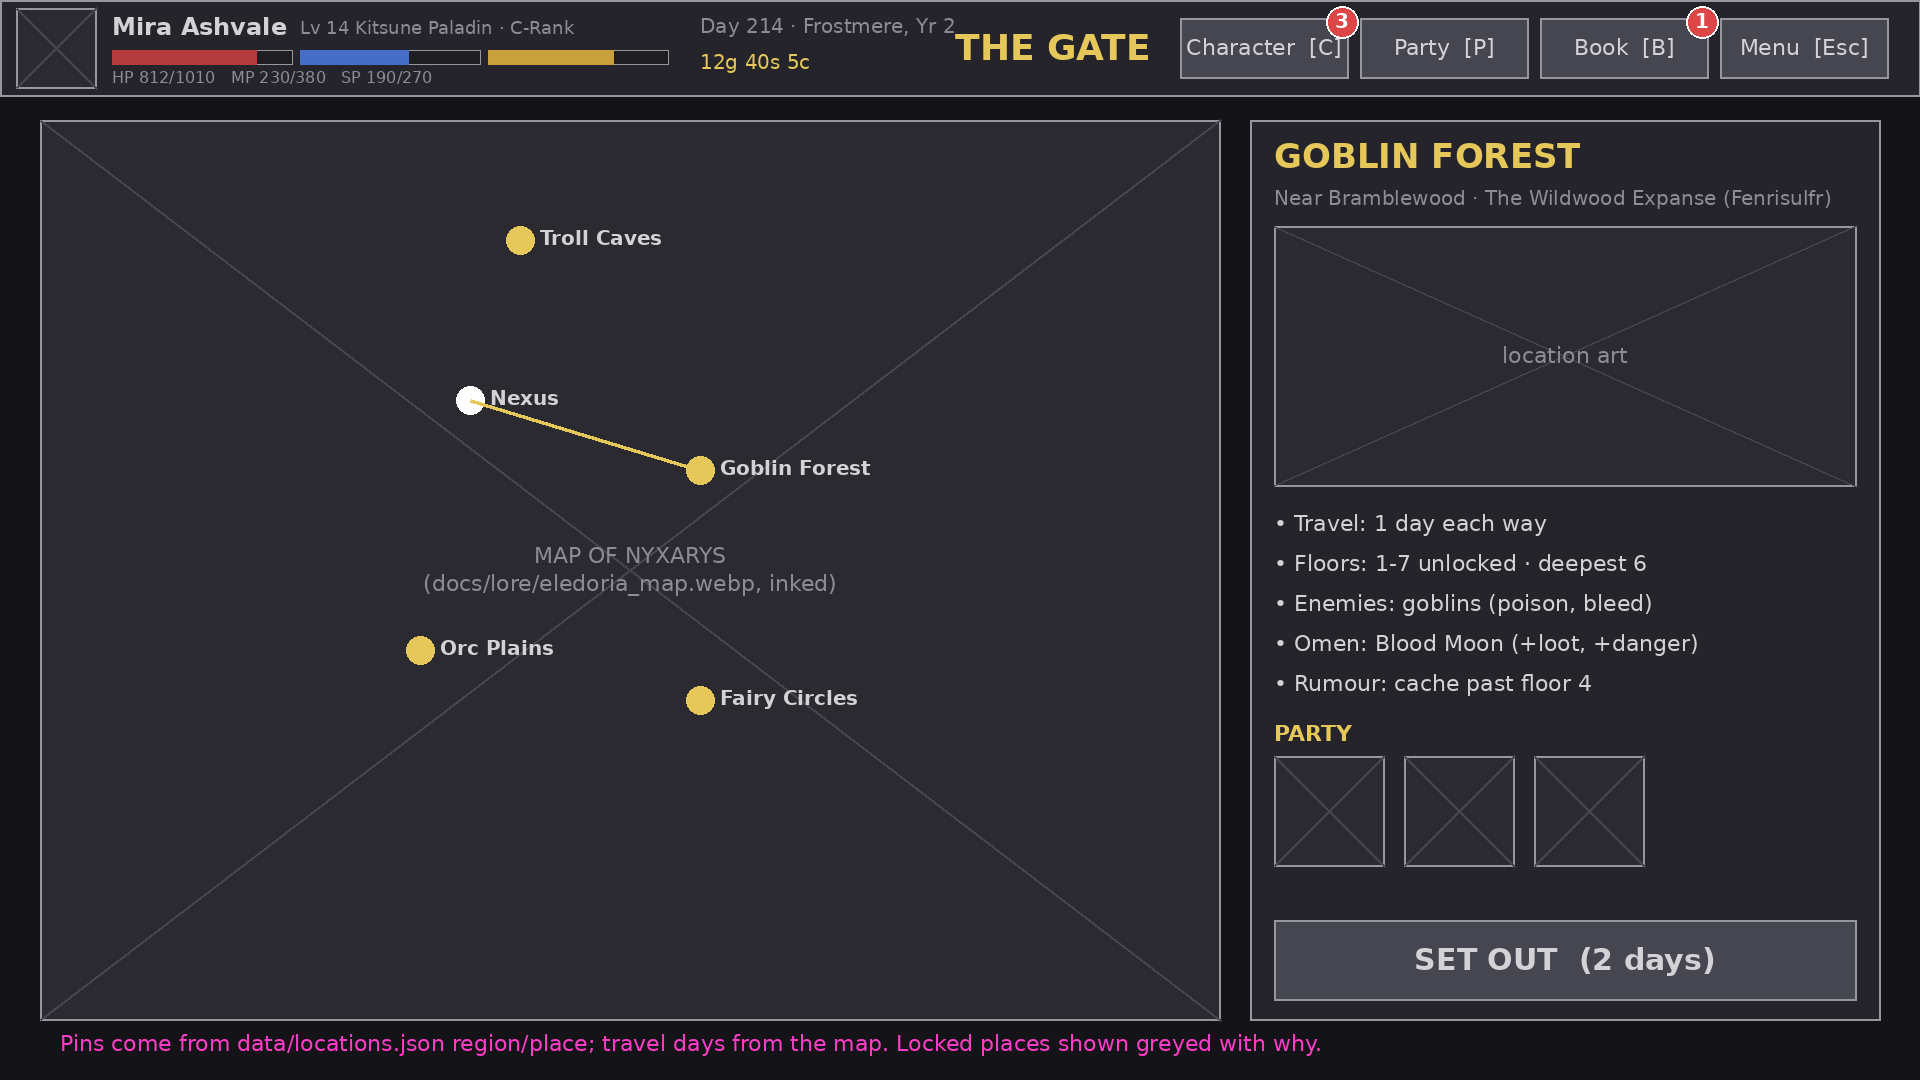 Mira Ashvale Lv 14 Kitsune Paladin · C-Rank
HP 812/1010 MP 230/380 SP 190/270
Day 214 · Frostmere, Yr 2
12g 40s 5c
THE GATE
Character [C]
3
Party [P]
Book [B]
1
Menu [Esc]
Troll Caves
Nexus
Goblin Forest
MAP OF NYXARYS
(docs/lore/eledoria_map.webp, inked)
Orc Plains
Fairy Circles
GOBLIN FOREST
Near Bramblewood · The Wildwood Expanse (Fenrisulfr)
location art
• Travel: 1 day each way
• Floors: 1-7 unlocked · deepest 6
• Enemies: goblins (poison, bleed)
• Omen: Blood Moon (+loot, +danger)
• Rumour: cache past floor 4
PARTY
SET OUT (2 days)
Pins come from data/locations.json region/place; travel days from the map. Locked places shown greyed with why.